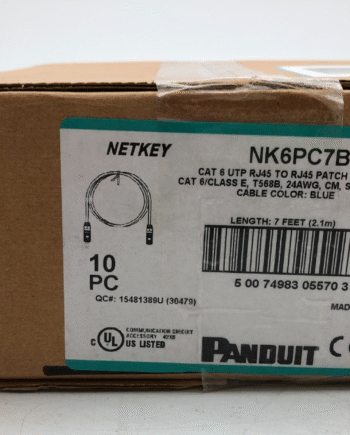 NETKEY
NK6PC7B
CAT 6 UTP RJ45 TO RJ45 PATCH
CAT 6/CLASS E, T568B, 24AWG, CM, S
CABLE COLOR: BLUE
LENGTH: 7 FEET (2.1m)
10
PC
5 00 74983 05570 3
QC#: 15481389U (30479)
MAD
C UL US LISTED
COMMUNICATION CIRCUIT
ACCESSORY
PANDUIT